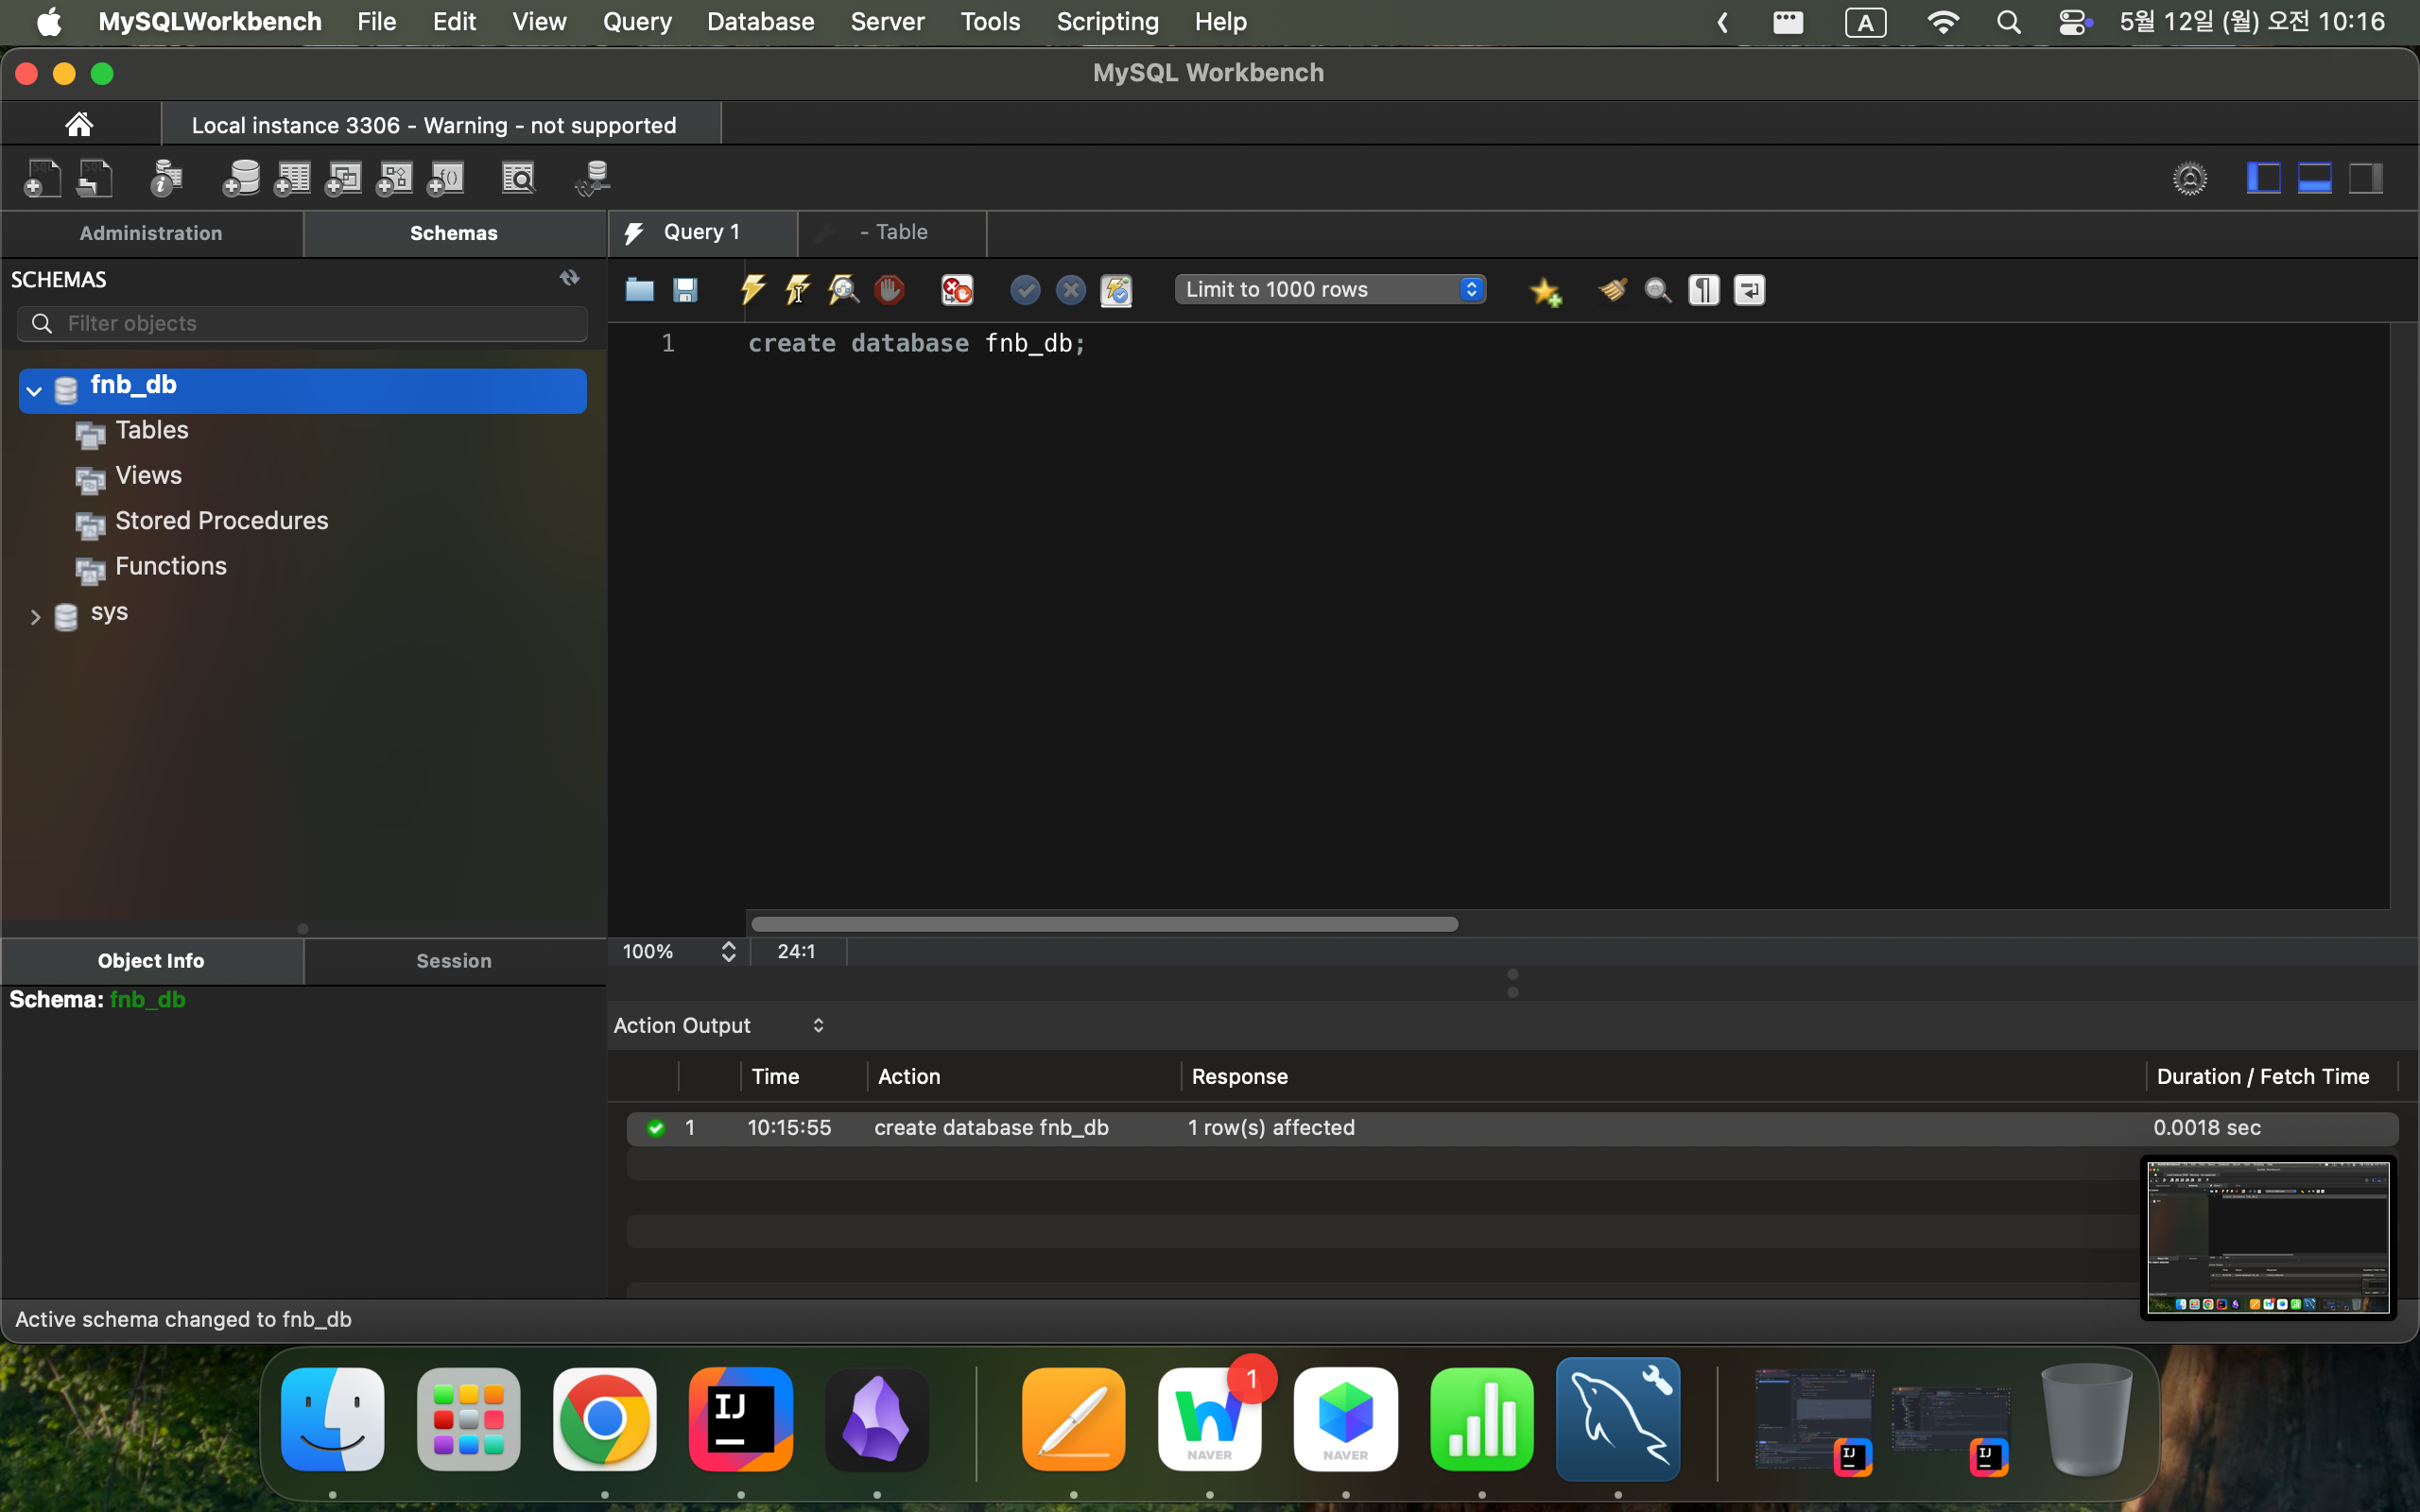 MySQLWorkbench File Edit View Query Database Server Tools Scripting Help A 5월 12일 (월) 오전 10:16
MySQL Workbench
Local instance 3306 - Warning - not supported
Administration Schemas Query 1 - Table
SCHEMAS
Limit to 1000 rows
Filter objects
1 create database fnb_db;
fnb_db
Tables
Views
Stored Procedures
Functions
sys
100% 24:1
Object Info Session
Schema: fnb_db
Action Output
Time Action Response Duration / Fetch Time
1 10:15:55 create database fnb_db 1 row(s) affected 0.0018 sec
Active schema changed to fnb_db
1
IJ
NAVER
NAVER
IJ
IJ